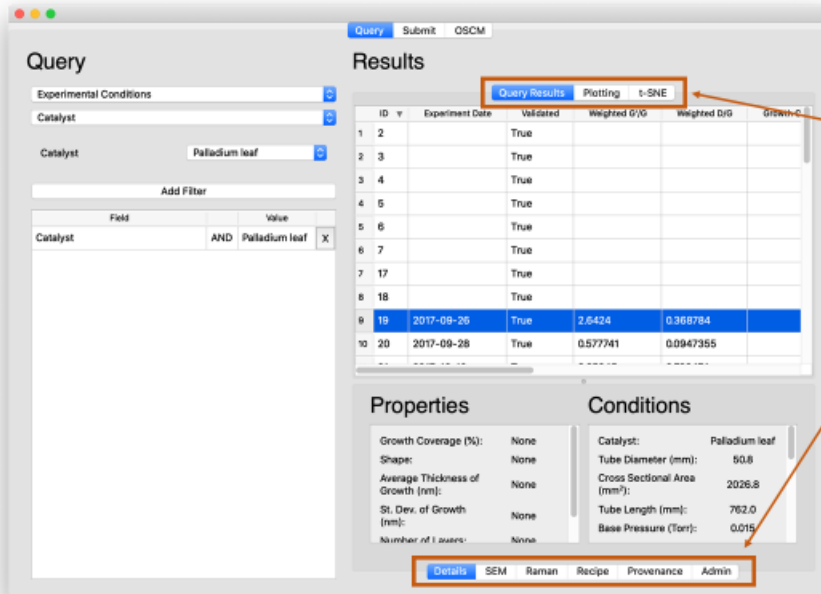 Query Submit OSCM
Query
Experimental Conditions
Catalyst
Catalyst Palladium leaf
Add Filter
Field Value
Catalyst AND Palladium leaf X
Results
Query Results Plotting t-SNE
ID Experiment Date Validated Weighted G'/G Weighted D/G Growth C
1 2 True
2 3 True
3 4 True
4 5 True
5 6 True
6 7 True
7 17 True
8 18 True
9 19 2017-09-26 True 2.6424 0.368784
10 20 2017-09-28 True 0.577741 0.0947355
Properties
Growth Coverage (%): None
Shape: None
Average Thickness of
Growth (nm): None
St. Dev. of Growth
(nm): None
Number of Layers: None
Conditions
Catalyst: Palladium leaf
Tube Diameter (mm): 50.8
Cross Sectional Area
(mm²): 2026.8
Tube Length (mm): 762.0
Base Pressure (Torr): 0.015
Details SEM Raman Recipe Provenance Admin